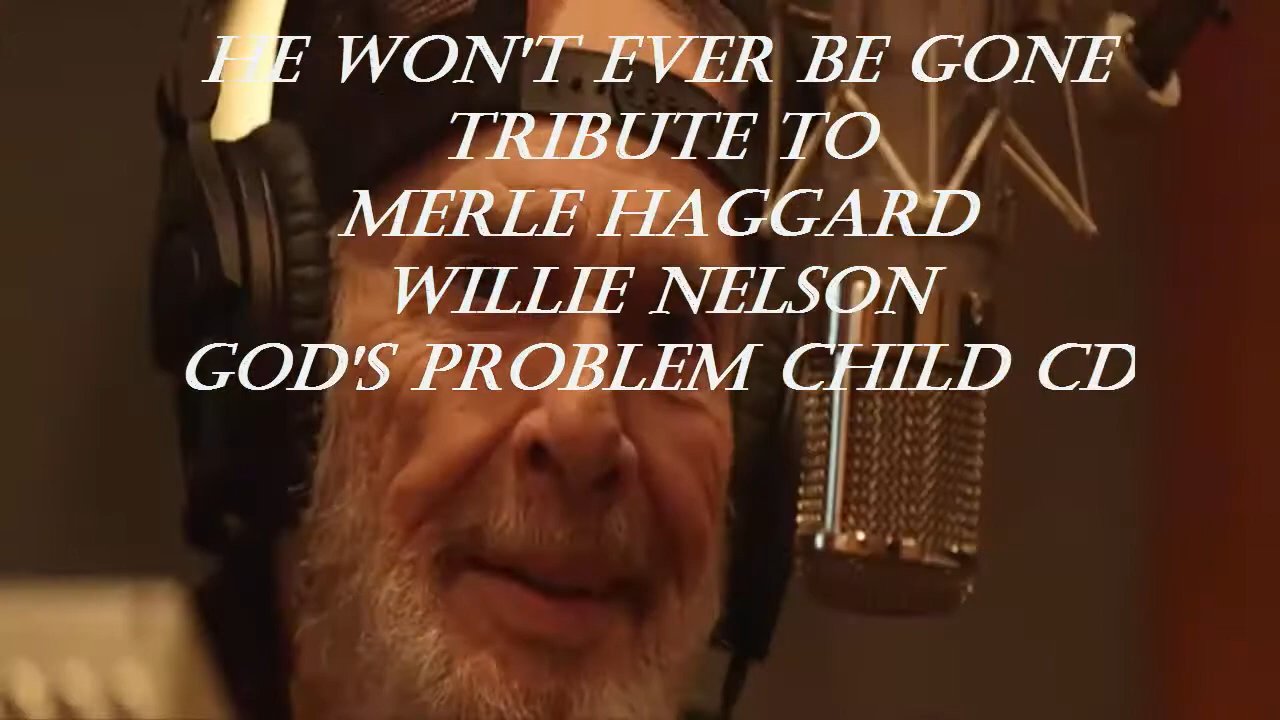 HE WON'T EVER BE GONE
TRIBUTE TO
MERLE HAGGARD
WILLIE NELSON
GOD'S PROBLEM CHILD CD